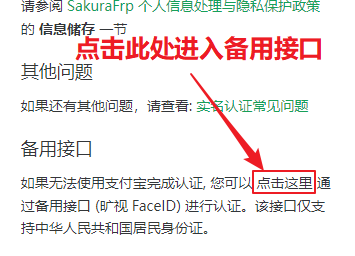 请参阅 SakuraFrp 个人信息处理与隐私保护政策
的 信息储存 一节
点击此处进入备用接口
其他问题
如果还有其他问题，请查看: 实名认证常见问题
备用接口
如果无法使用支付宝完成认证, 您可以 点击这里 通
过备用接口 (旷视 FaceID) 进行认证。该接口仅支
持中华人民共和国居民身份证。